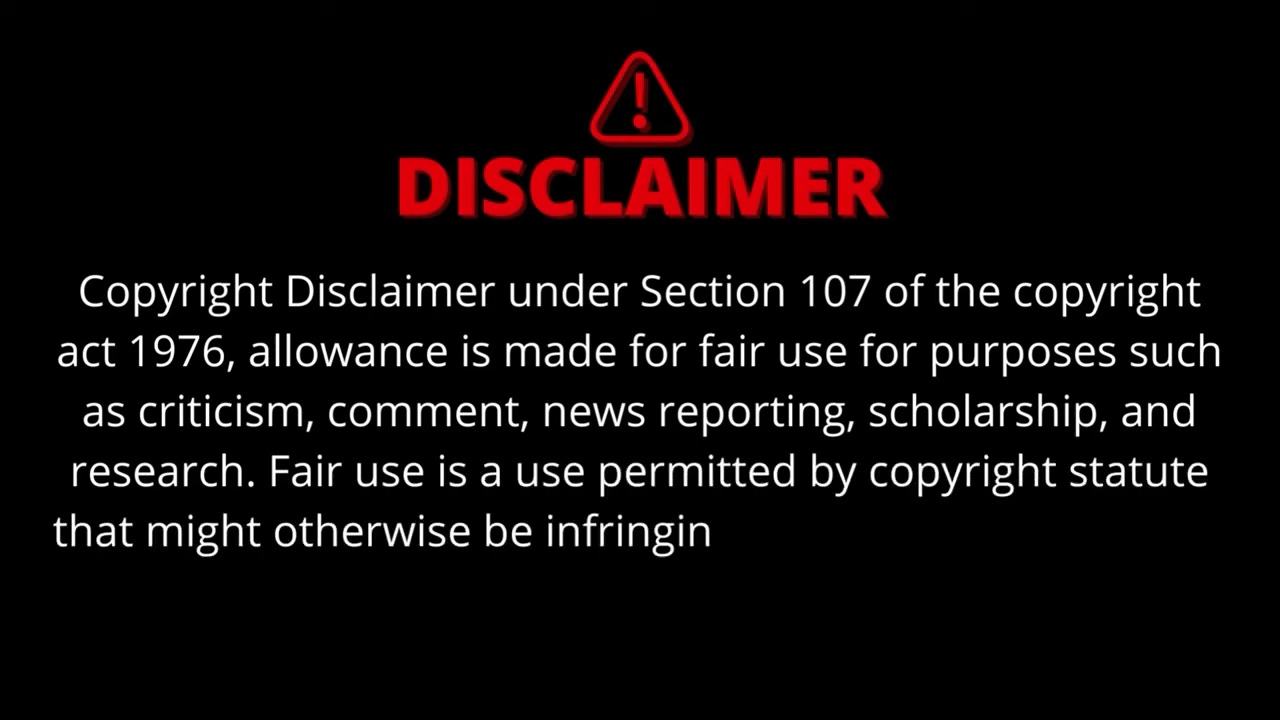 DISCLAIMER
Copyright Disclaimer under Section 107 of the copyright
act 1976, allowance is made for fair use for purposes such
as criticism, comment, news reporting, scholarship, and
research. Fair use is a use permitted by copyright statute
that might otherwise be infringin